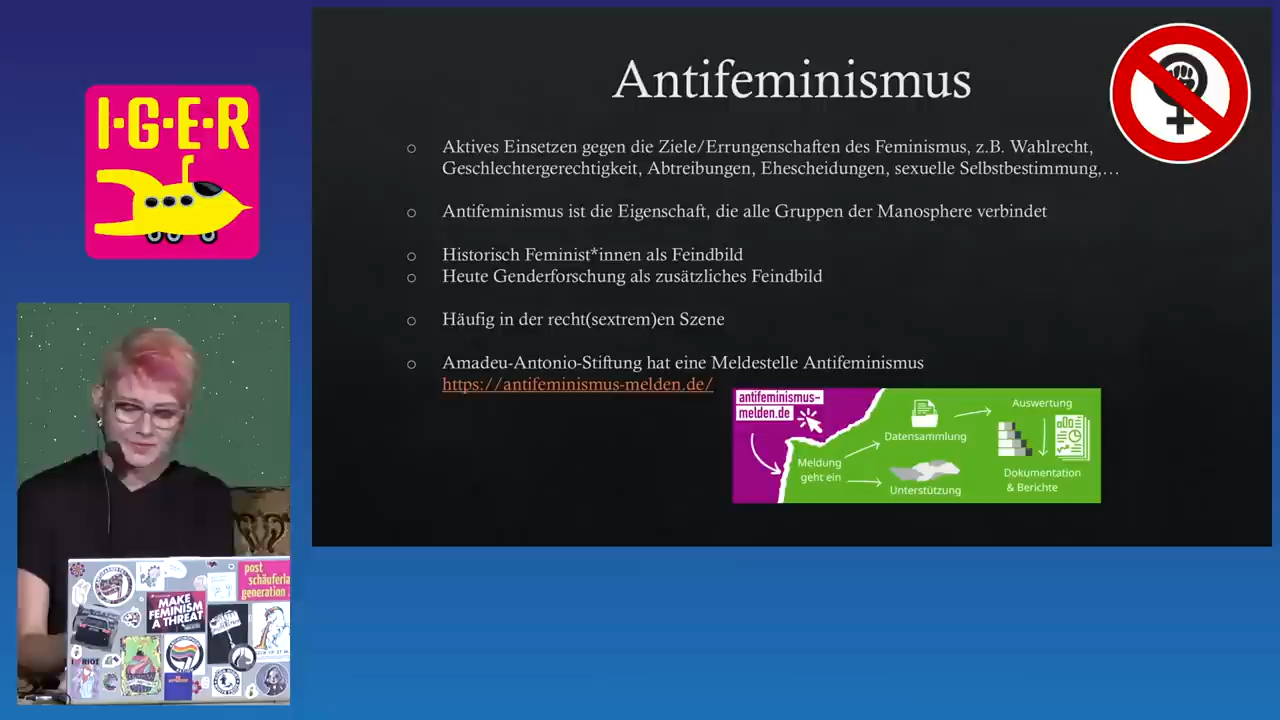 I·G·E·R
Antifeminismus
Aktives Einsetzen gegen die Ziele/Errungenschaften des Feminismus, z.B. Wahlrecht,
Geschlechtergerechtigkeit, Abtreibungen, Ehescheidungen, sexuelle Selbstbestimmung,…
Antifeminismus ist die Eigenschaft, die alle Gruppen der Manosphere verbindet
Historisch Feminist*innen als Feindbild
Heute Genderforschung als zusätzliches Feindbild
Häufig in der recht(sextrem)en Szene
Amadeu-Antonio-Stiftung hat eine Meldestelle Antifeminismus
https://antifeminismus-melden.de/
antifeminismus-
melden.de
Meldung
geht ein
Datensammlung
Unterstützung
Auswertung
Dokumentation
& Berichte
post
schäuferla
generation
MAKE
FEMINISM
A THREAT
RIOT